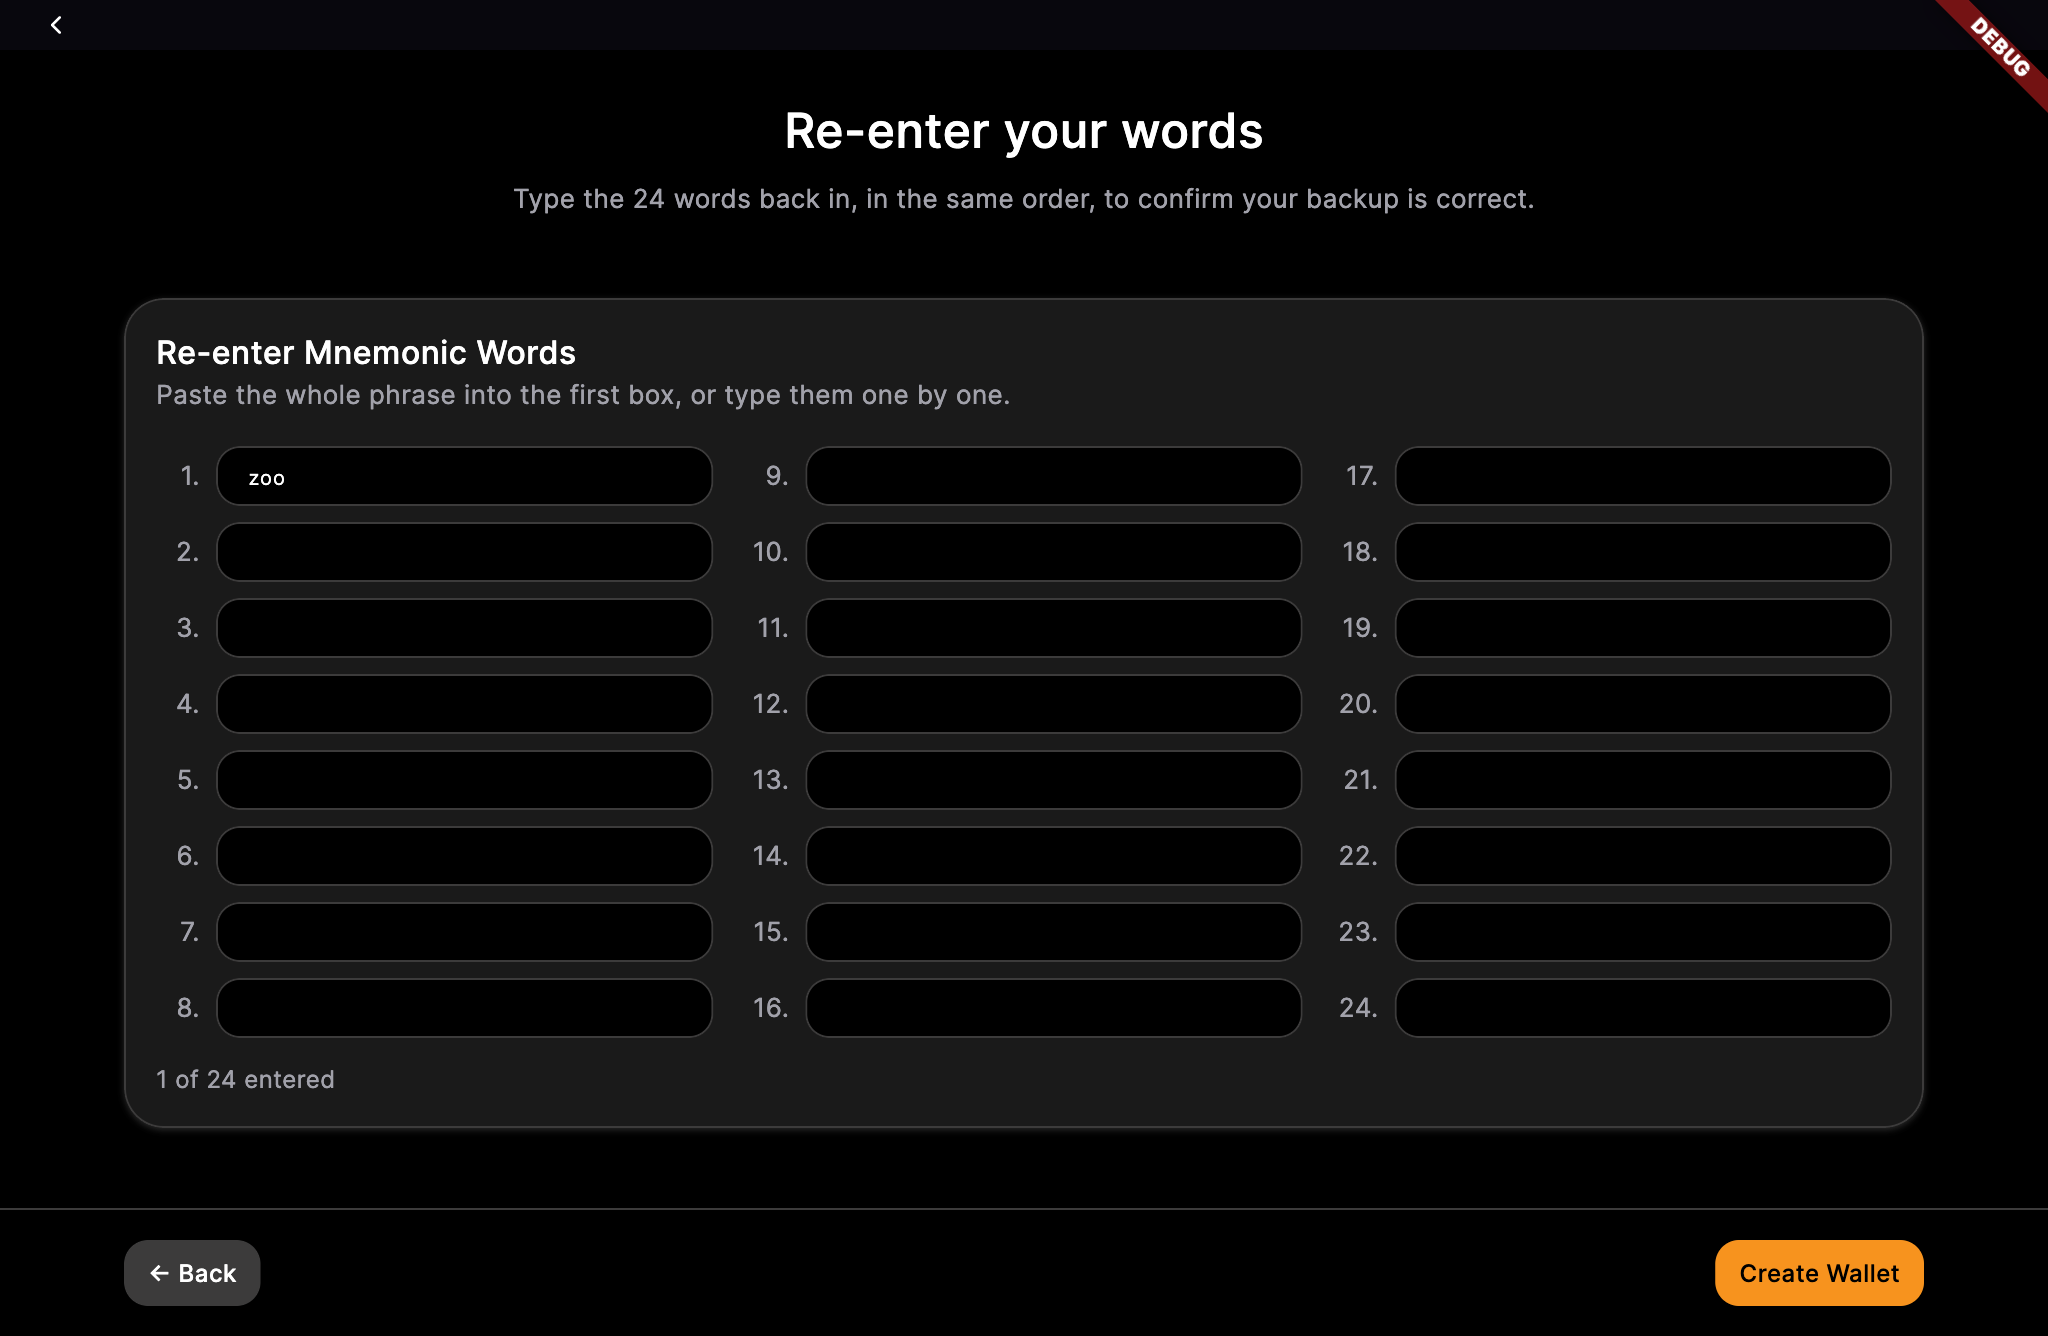 DEBUG
Re-enter your words
Type the 24 words back in, in the same order, to confirm your backup is correct.
Re-enter Mnemonic Words
Paste the whole phrase into the first box, or type them one by one.
1. zoo
2.
3.
4.
5.
6.
7.
8.
9.
10.
11.
12.
13.
14.
15.
16.
17.
18.
19.
20.
21.
22.
23.
24.
1 of 24 entered
← Back
Create Wallet